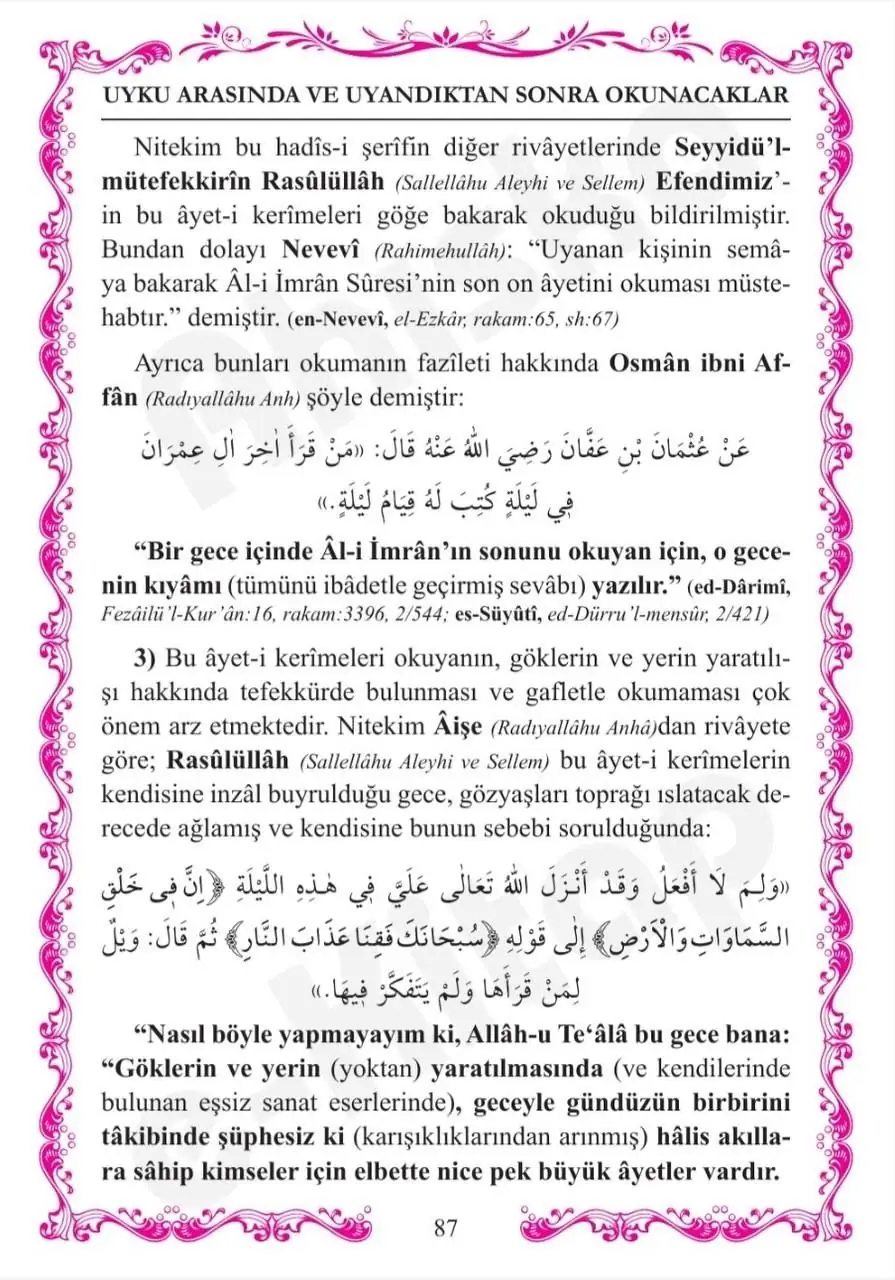 UYKU ARASINDA VE UYANDIKTAN SONRA OKUNACAKLAR
Nitekim bu hadîs-i şerîfin diğer rivâyetlerinde Seyyidü’l-
mütefekkirîn Rasûlüllâh (Sallellâhu Aleyhi ve Sellem) Efendimiz’-
in bu âyet-i kerîmeleri göğe bakarak okuduğu bildirilmiştir.
Bundan dolayı Nevevî (Rahimehullâh): “Uyanan kişinin semâ-
ya bakarak Âl-i İmrân Sûresi’nin son on âyetini okuması müste-
habtır.” demiştir. (en-Nevevî, el-Ezkâr, rakam:65, sh:67)
Ayrıca bunları okumanın fazîleti hakkında Osmân ibni Af-
fân (Radıyallâhu Anh) şöyle demiştir:
عَنْ عُثْمَانَ بْنِ عَفَّانَ رَضِيَ اللهُ عَنْهُ قَالَ: «مَنْ قَرَأَ اٰخِرَ اٰلِ عِمْرَانَ
فِي لَيْلَةٍ كُتِبَ لَهُ قِيَامُ لَيْلَةٍ.»
“Bir gece içinde Âl-i İmrân’ın sonunu okuyan için, o gece-
nin kıyâmı (tümünü ibâdetle geçirmiş sevâbı) yazılır.” (ed-Dârimî,
Fezâilü’l-Kur’ân:16, rakam:3396, 2/544; es-Süyûtî, ed-Dürru’l-mensûr, 2/421)
3) Bu âyet-i kerîmeleri okuyanın, göklerin ve yerin yaratılı-
şı hakkında tefekkürde bulunması ve gafletle okumaması çok
önem arz etmektedir. Nitekim Âişe (Radıyallâhu Anhâ)dan rivâyete
göre; Rasûlüllâh (Sallellâhu Aleyhi ve Sellem) bu âyet-i kerîmelerin
kendisine inzâl buyrulduğu gece, gözyaşları toprağı ıslatacak de-
recede ağlamış ve kendisine bunun sebebi sorulduğunda:
«وَلِمَ لَا أَفْعَلُ وَقَدْ أَنْزَلَ اللهُ تَعَالٰى عَلَيَّ فِي هٰذِهِ اللَّيْلَةِ ﴿إِنَّ فِى خَلْقِ
السَّمَاوَاتِ وَالْاَرْضِ﴾ إِلٰى قَوْلِهِ ﴿سُبْحَانَكَ فَقِنَا عَذَابَ النَّارِ﴾ ثُمَّ قَالَ: وَيْلٌ
لِمَنْ قَرَأَهَا وَلَمْ يَتَفَكَّرْ فِيهَا.»
“Nasıl böyle yapmayayım ki, Allâh-u Te‘âlâ bu gece bana:
“Göklerin ve yerin (yoktan) yaratılmasında (ve kendilerinde
bulunan eşsiz sanat eserlerinde), geceyle gündüzün birbirini
tâkibinde şüphesiz ki (karışıklıklarından arınmış) hâlis akılla-
ra sâhip kimseler için elbette nice pek büyük âyetler vardır.
87